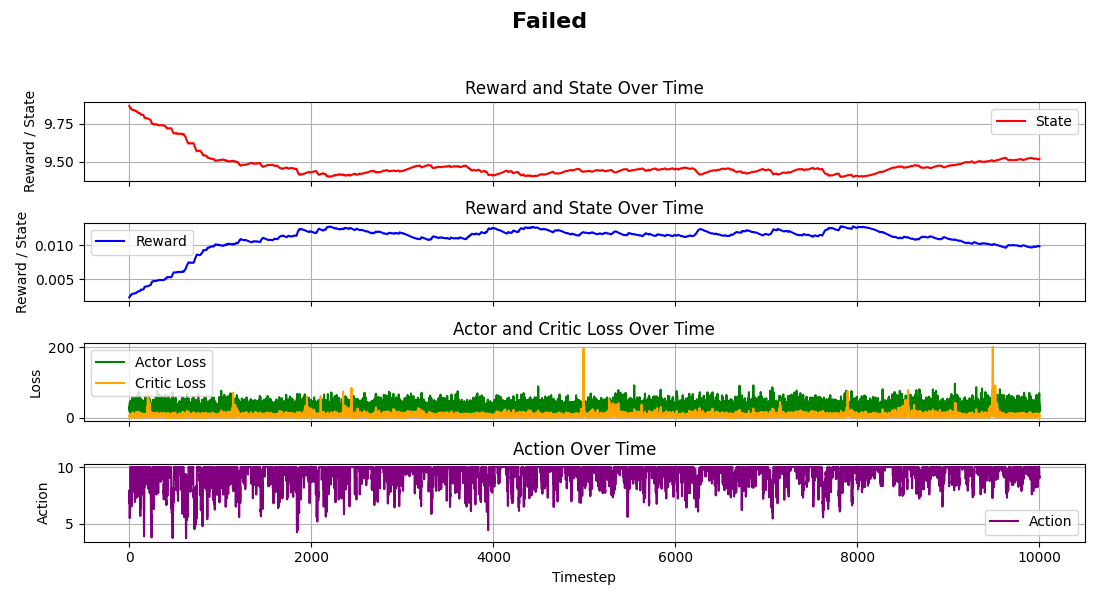 Failed
Reward and State Over Time
Reward / State
9.75
9.50
State
Reward and State Over Time
Reward / State
0.010
0.005
Reward
Actor and Critic Loss Over Time
Loss
200
0
Actor Loss
Critic Loss
Action Over Time
Action
10
5
Action
0 2000 4000 6000 8000 10000
Timestep